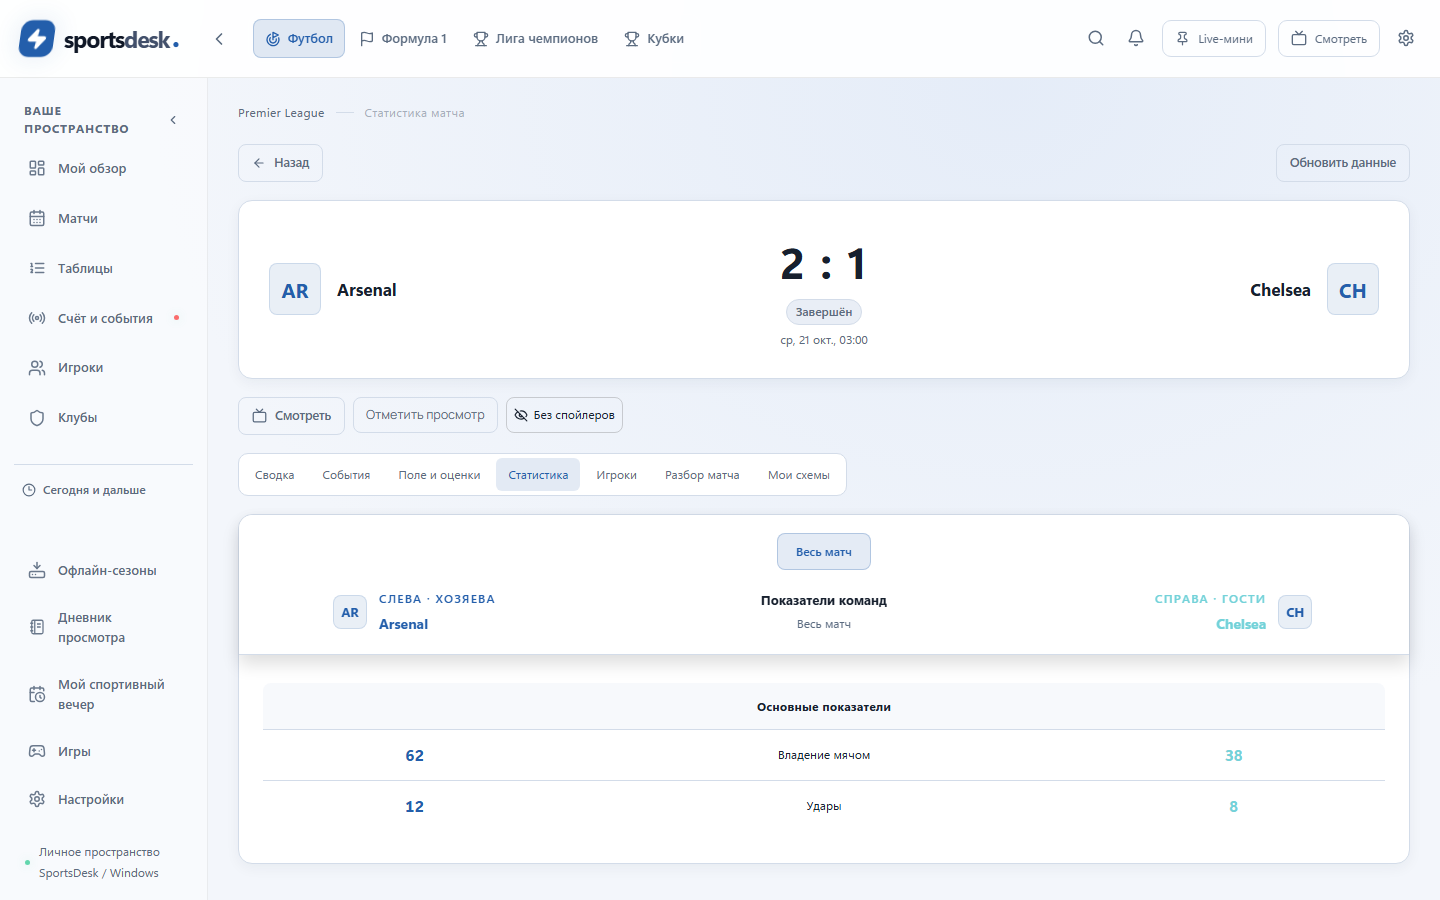 sportsdesk.
Футбол
Формула 1
Лига чемпионов
Кубки
Live-мини
Смотреть
ВАШЕ
ПРОСТРАНСТВО
Мой обзор
Матчи
Таблицы
Счёт и события
Игроки
Клубы
Сегодня и дальше
Офлайн-сезоны
Дневник
просмотра
Мой спортивный
вечер
Игры
Настройки
Личное пространство
SportsDesk / Windows
Premier League
Статистика матча
Назад
Обновить данные
AR
Arsenal
2 : 1
Завершён
ср, 21 окт., 03:00
Chelsea
CH
Смотреть
Отметить просмотр
Без спойлеров
Сводка
События
Поле и оценки
Статистика
Игроки
Разбор матча
Мои схемы
Весь матч
AR
СЛЕВА · ХОЗЯЕВА
Arsenal
Показатели команд
Весь матч
СПРАВА · ГОСТИ
Chelsea
CH
Основные показатели
62
Владение мячом
38
12
Удары
8